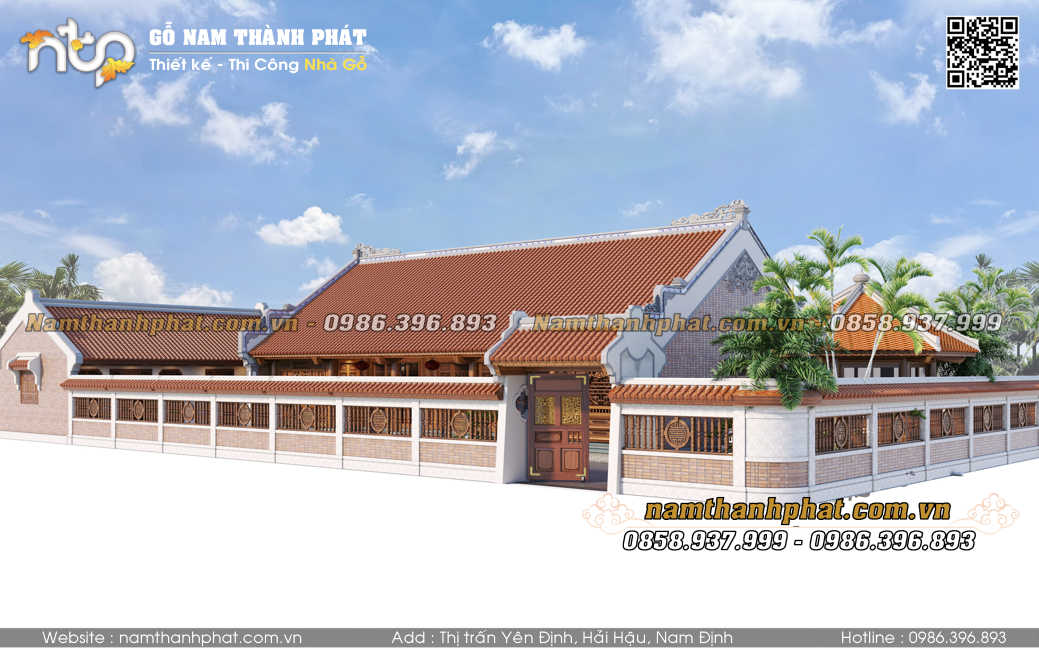 ntp
GỖ NAM THÀNH PHÁT
Thiết kế - Thi Công Nhà Gỗ
Namthanhphat.com.vn - 0986.396.893
Namthanhphat.com.vn - 0858.937.999
namthanhphat.com.vn
0858.937.999 - 0986.396.893
Website : namthanhphat.com.vn
Add : Thị trấn Yên Định, Hải Hậu, Nam Định
Hotline : 0986.396.893